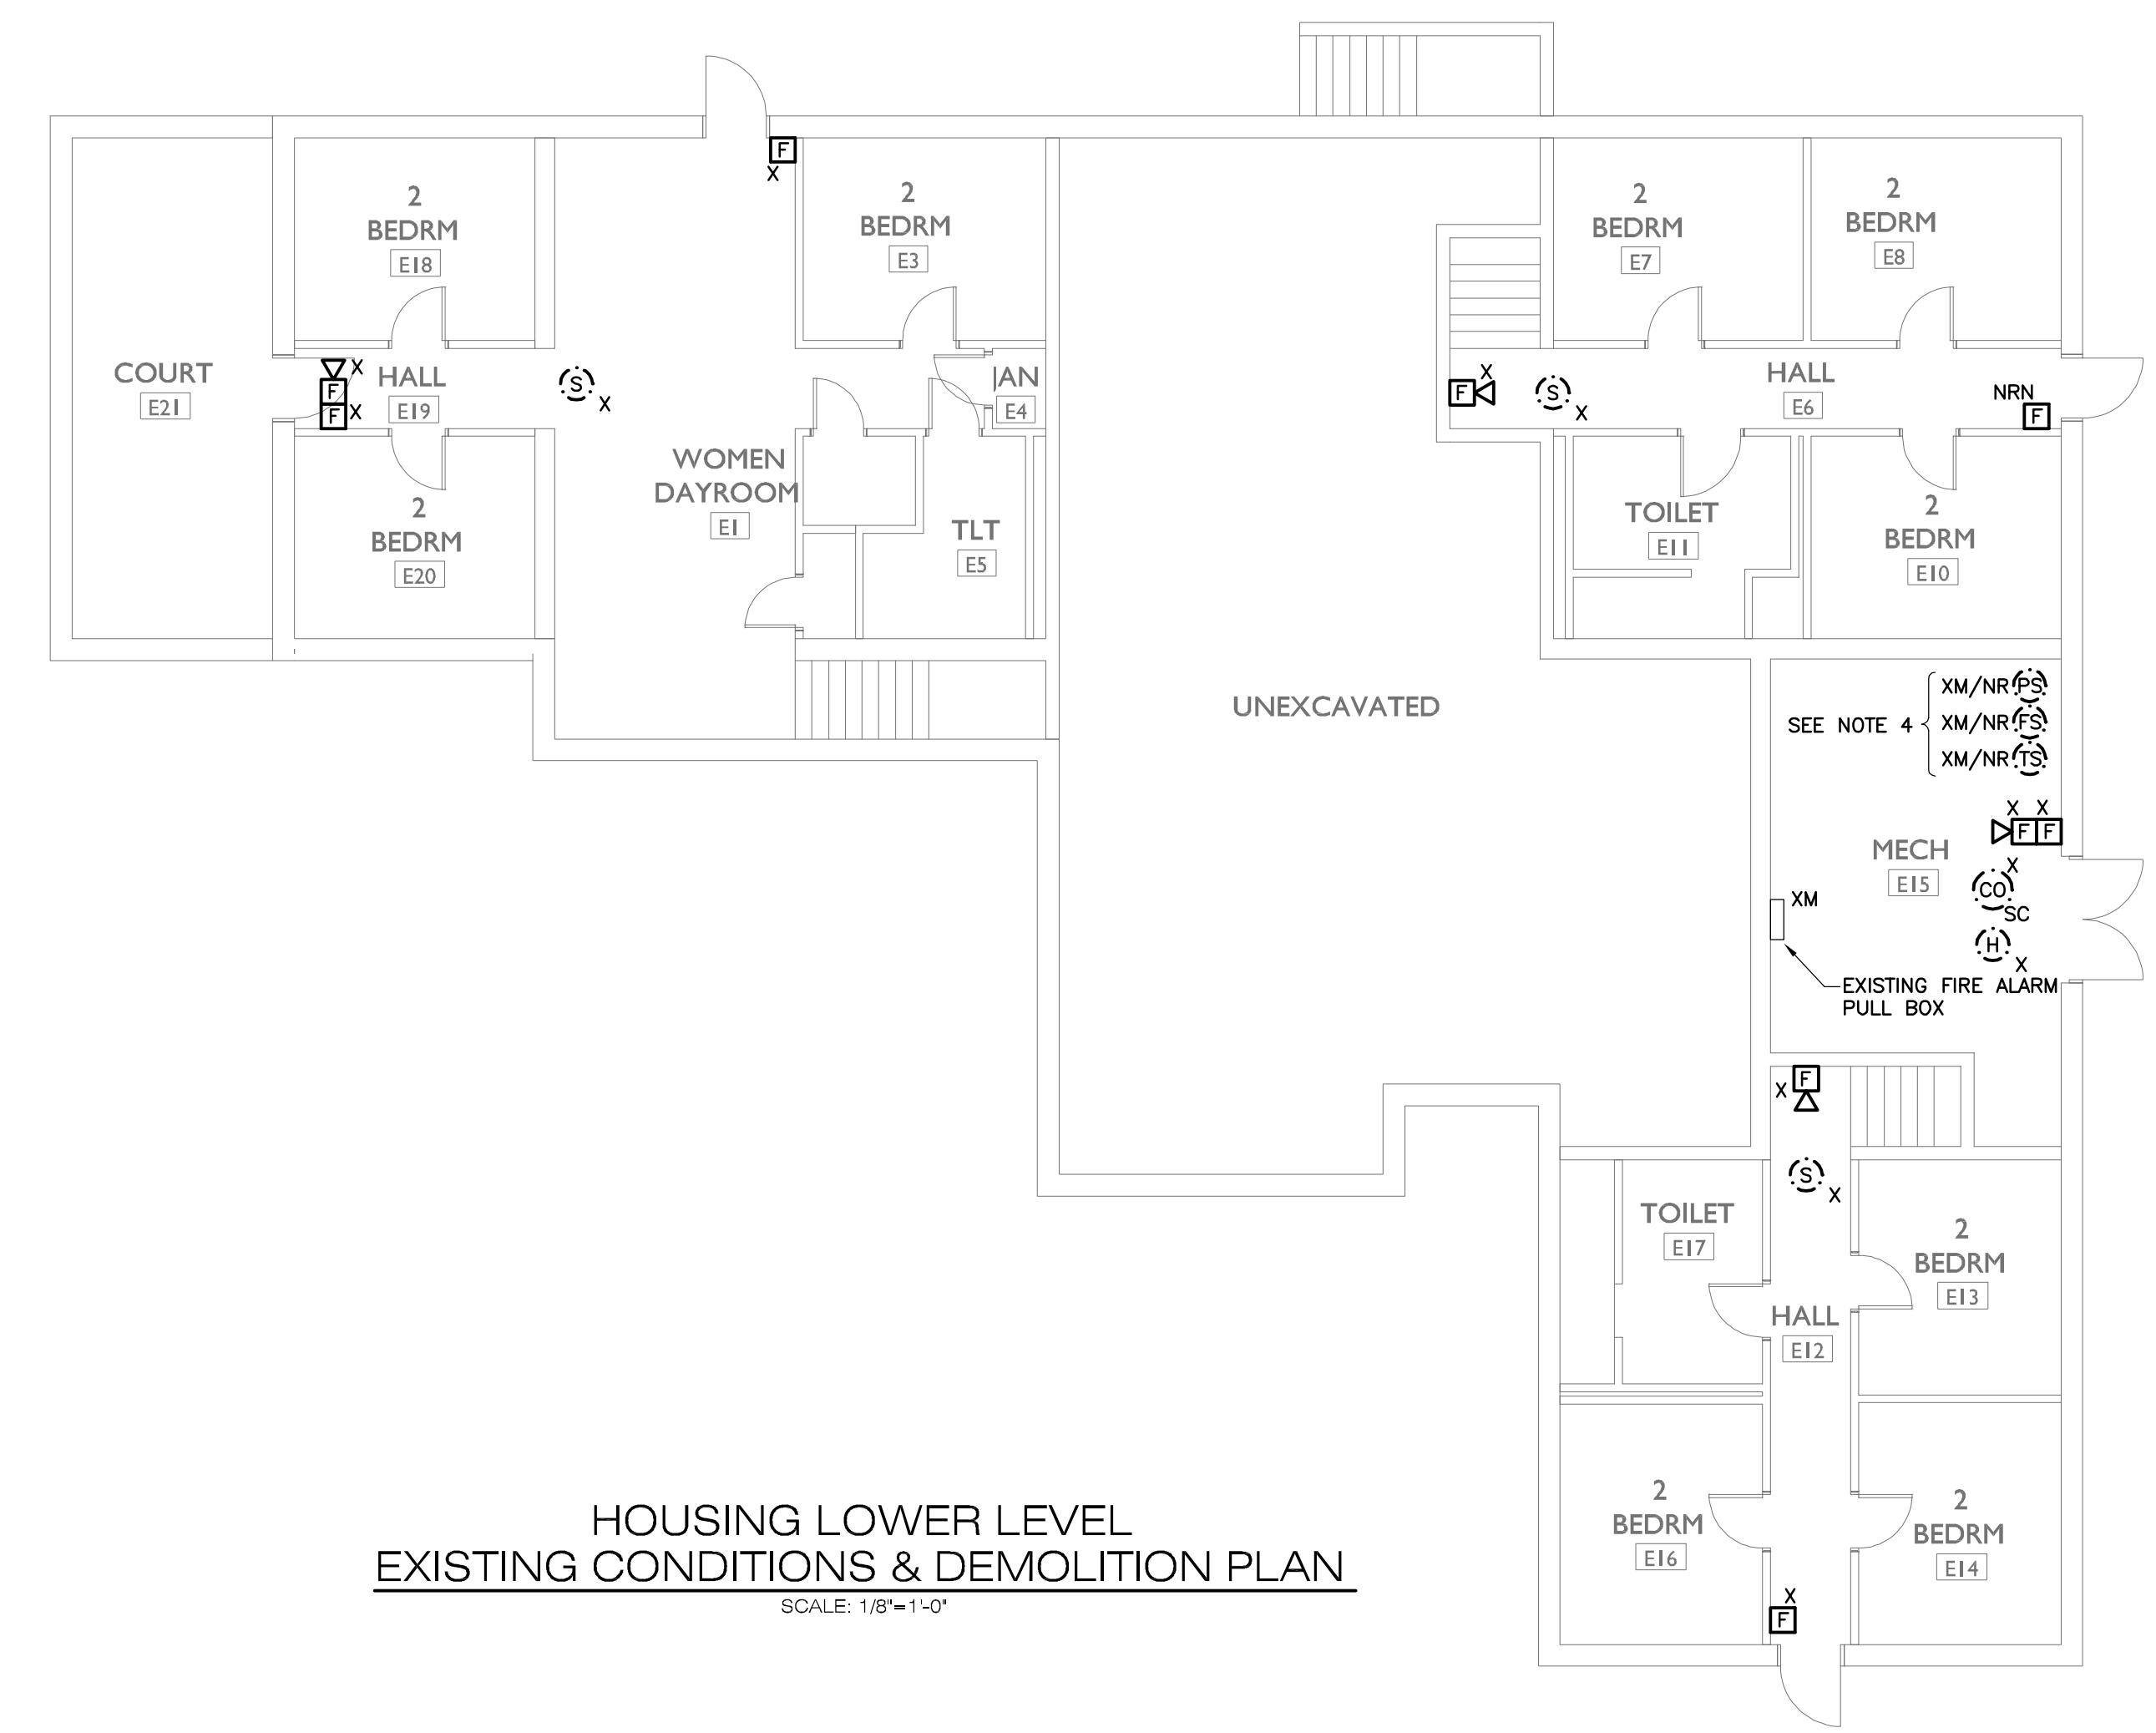 F
X
2
BEDRM
E18
2
BEDRM
E3
2
BEDRM
E7
2
BEDRM
E8
COURT
E21
X
F
F
X
HALL
E19
S
X
JAN
E4
F
X
S
X
HALL
E6
NRN
F
WOMEN
DAYROOM
E1
2
BEDRM
E20
TLT
E5
TOILET
E11
2
BEDRM
E10
UNEXCAVATED
SEE NOTE 4
XM/NR PS
XM/NR FS
XM/NR TS
X X
F F
MECH
E15
X
CO
SC
H
X
XM
EXISTING FIRE ALARM
PULL BOX
X
F
S
X
TOILET
E17
2
BEDRM
E13
HALL
E12
2
BEDRM
E16
2
BEDRM
E14
X
F
HOUSING LOWER LEVEL
EXISTING CONDITIONS & DEMOLITION PLAN
SCALE: 1/8"=1'-0"